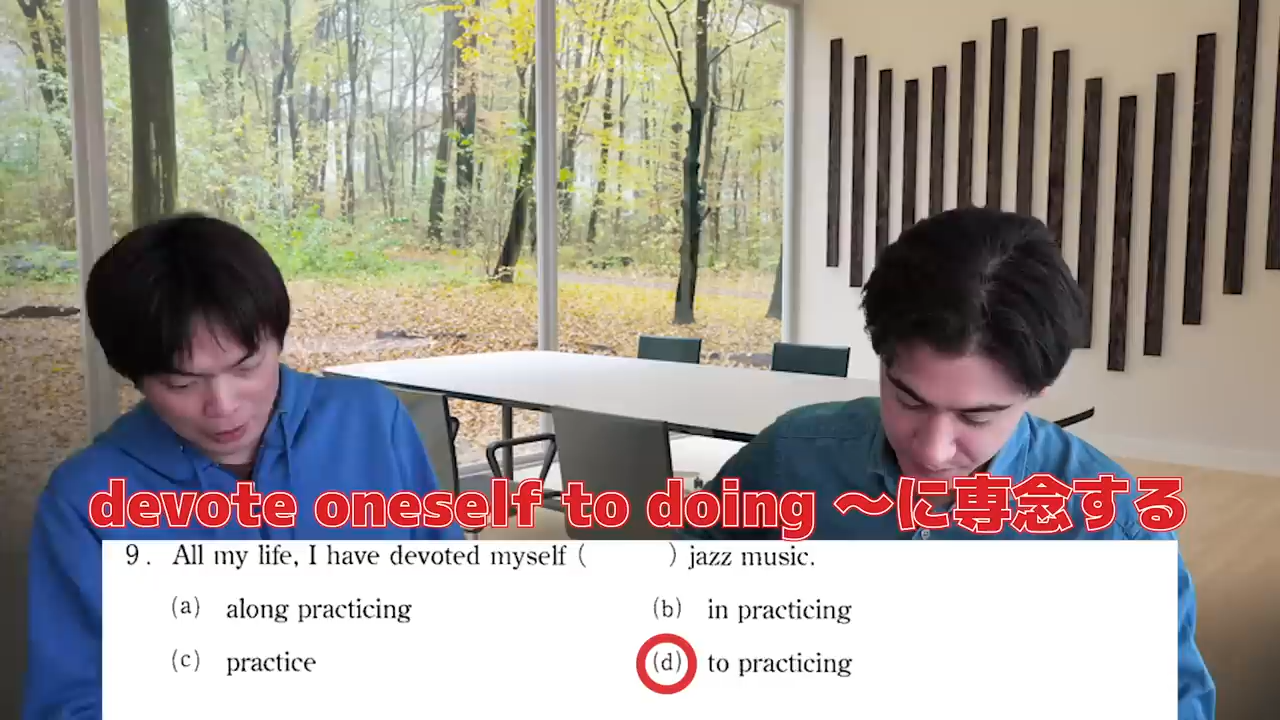 devote oneself to doing ～に専念する
9. All my life, I have devoted myself ( ) jazz music.
(a) along practicing (b) in practicing
(c) practice (d) to practicing